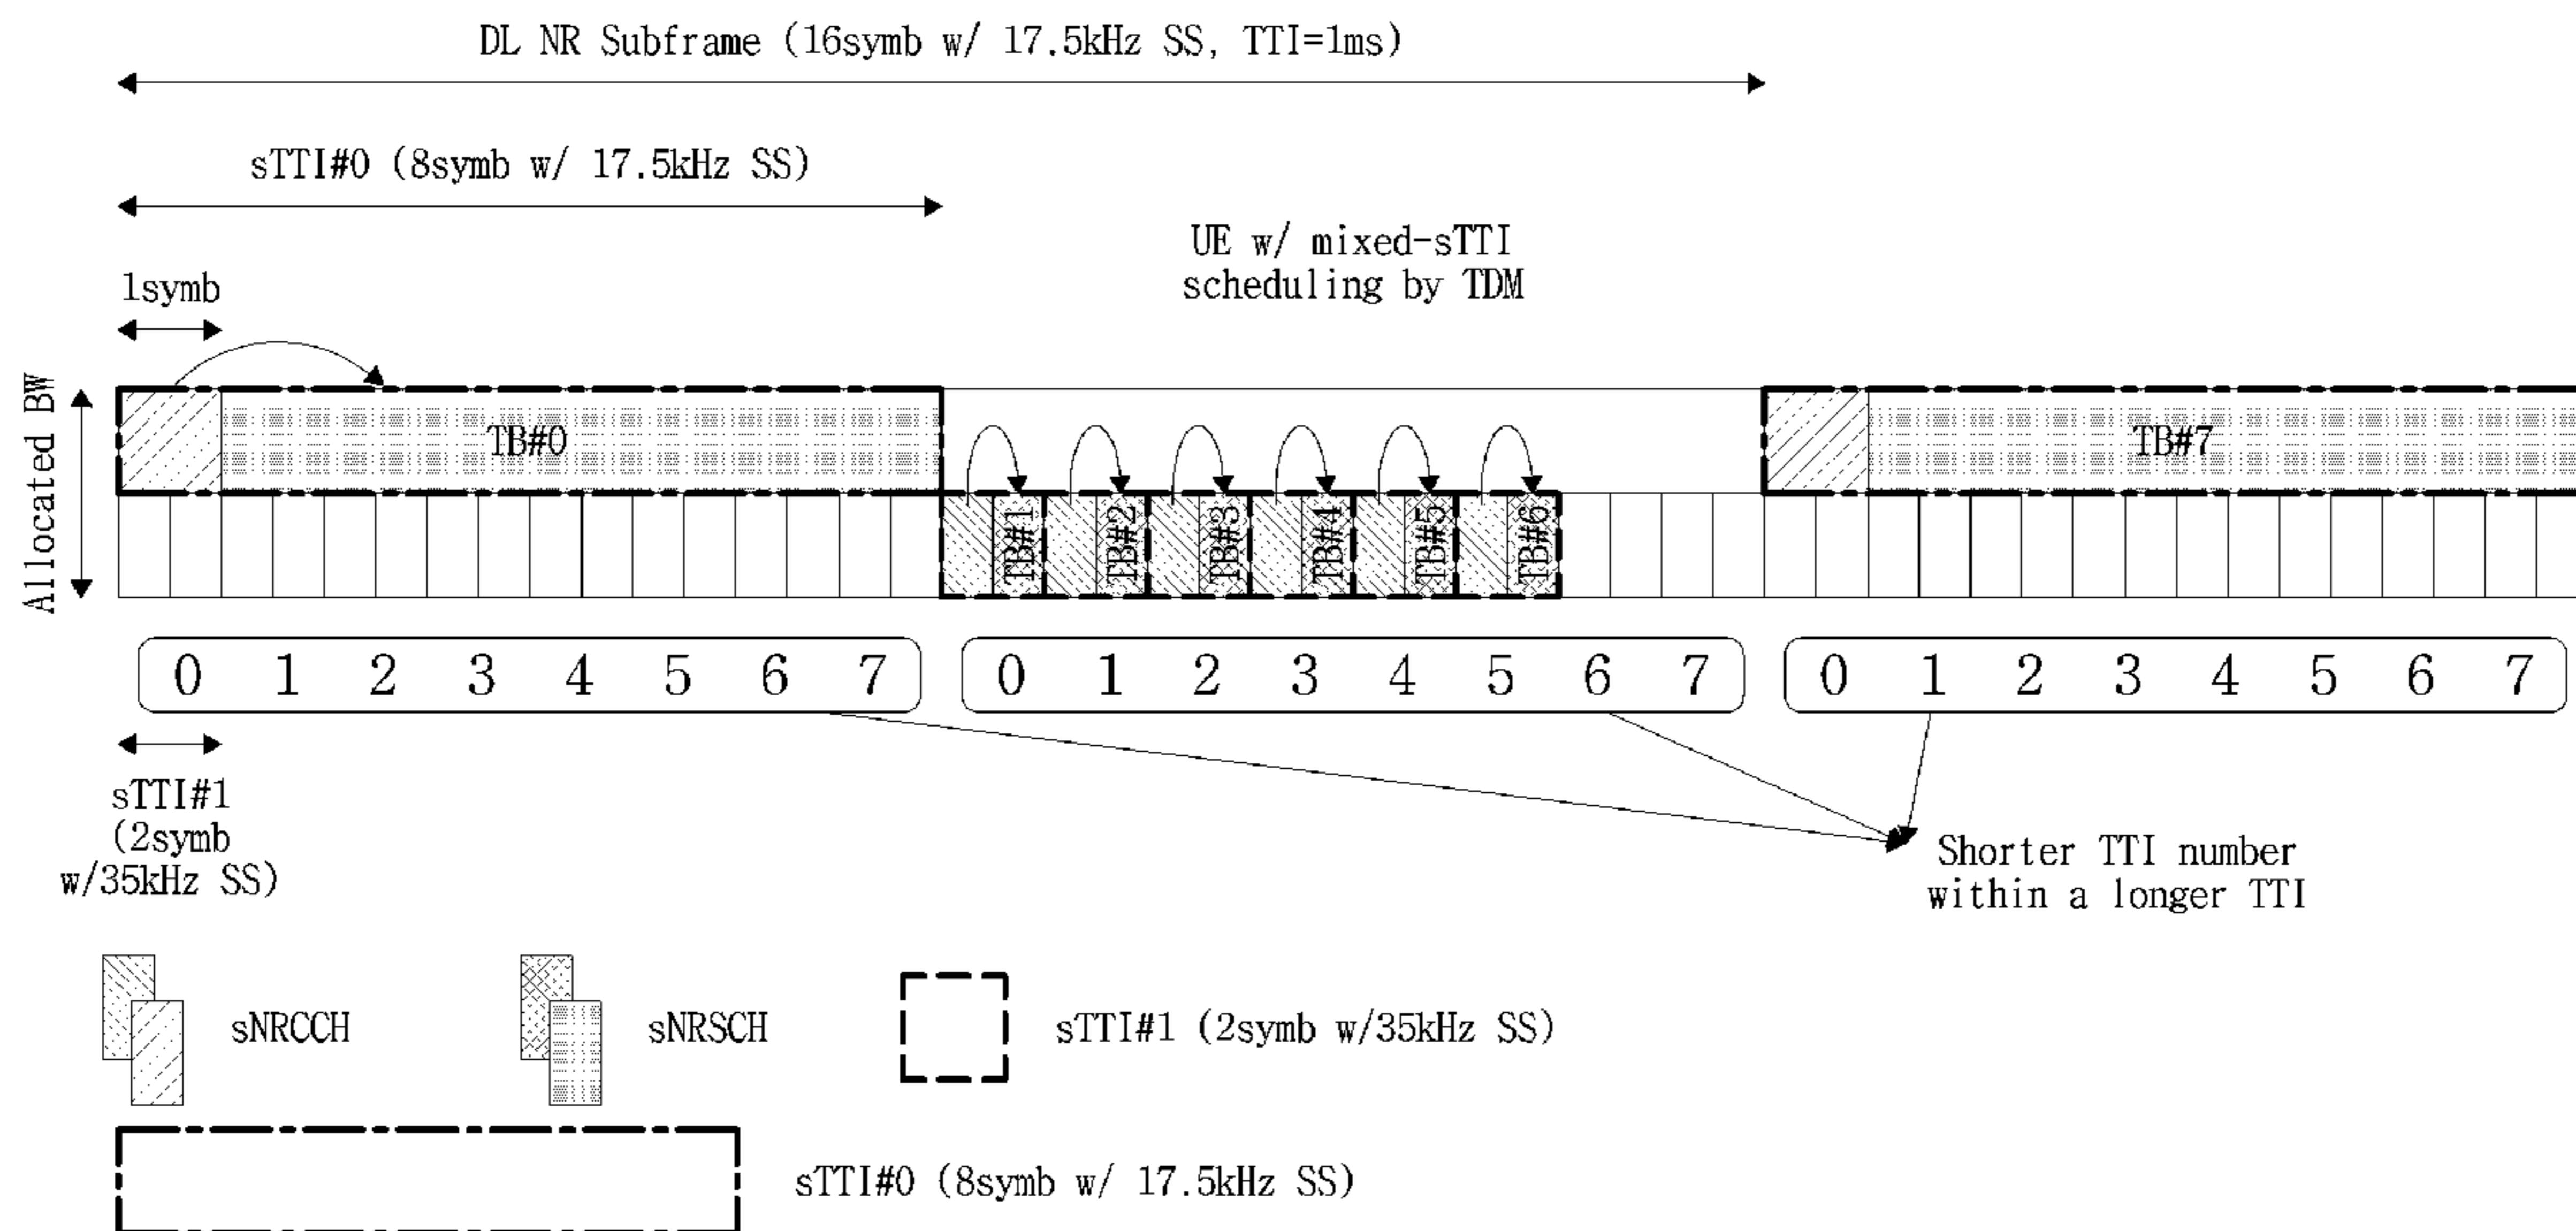 DL NR Subframe (16symb w/ 17.5kHz SS, TTI=1ms)
sTTI#0 (8symb w/ 17.5kHz SS)
UE w/ mixed-sTTI
scheduling by TDM
1symb
Allocated BW
TB#0
TB#7
TB#1
TB#2
TB#3
TB#4
TB#5
TB#6
0 1 2 3 4 5 6 7
0 1 2 3 4 5 6 7
0 1 2 3 4 5 6 7
sTTI#1
(2symb
w/35kHz SS)
Shorter TTI number
within a longer TTI
sNRCCH
sNRSCH
sTTI#1 (2symb w/35kHz SS)
sTTI#0 (8symb w/ 17.5kHz SS)